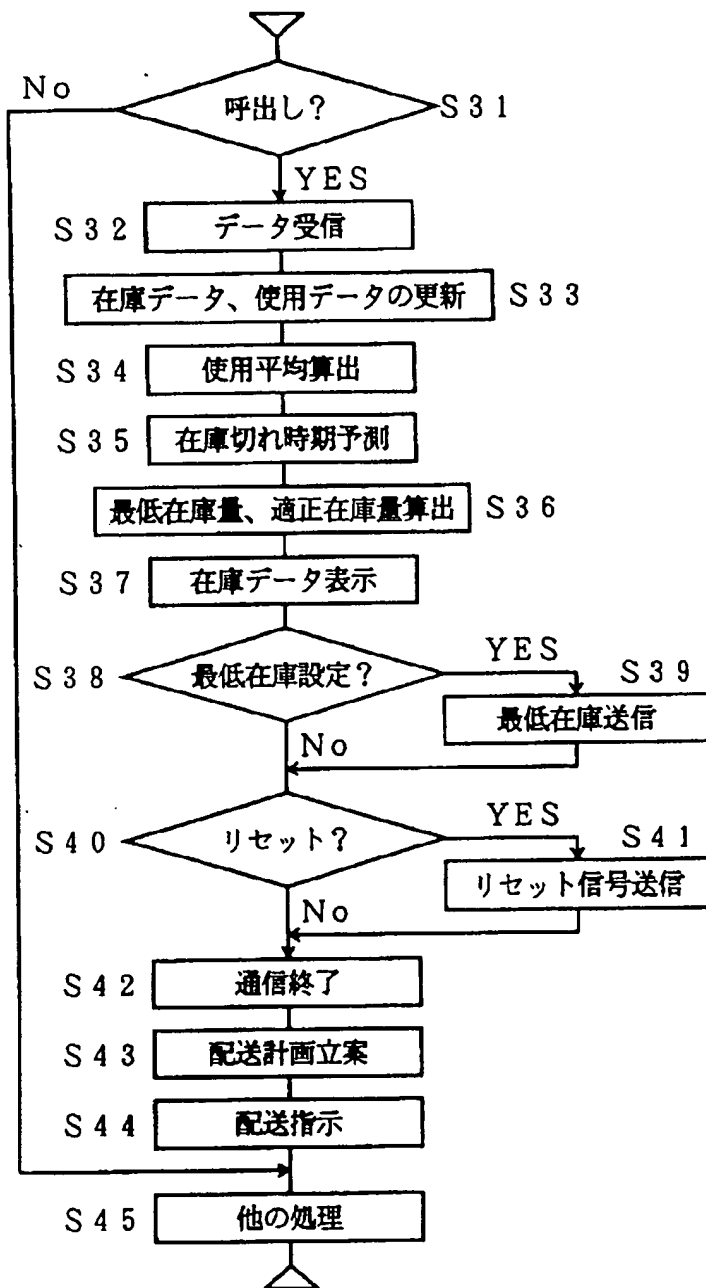 No
呼出し？
S31
YES
S32
データ受信
在庫データ、使用データの更新
S33
S34
使用平均算出
S35
在庫切れ時期予測
最低在庫量、適正在庫量算出
S36
S37
在庫データ表示
S38
最低在庫設定？
YES
S39
最低在庫送信
No
S40
リセット？
YES
S41
リセット信号送信
No
S42
通信終了
S43
配送計画立案
S44
配送指示
S45
他の処理